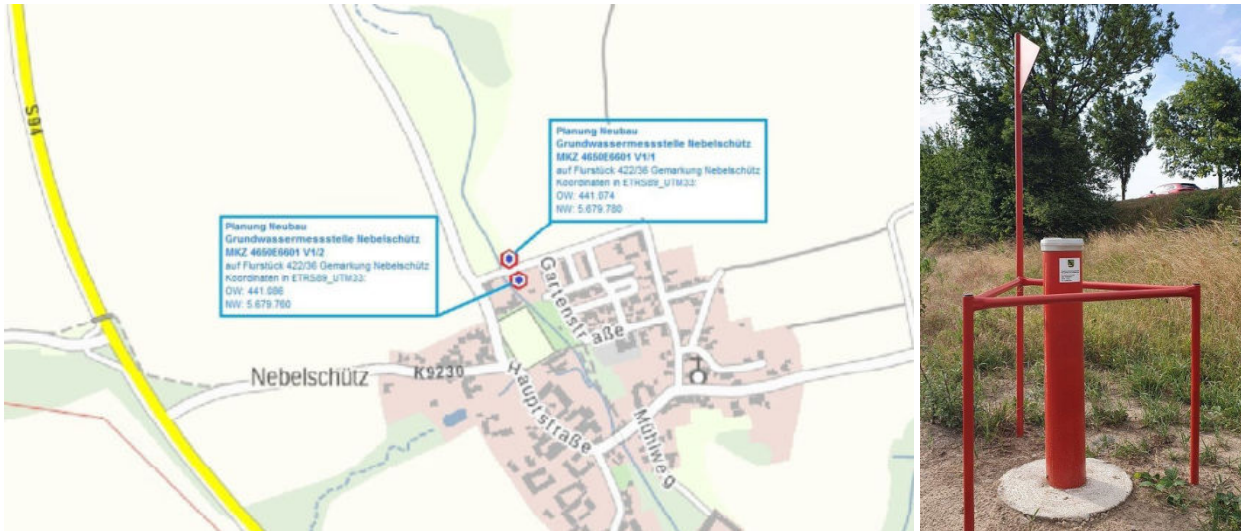 S94
Planung Neubau
Grundwassermessstelle Nebelschütz
MKZ 4650E6601 V1/1
auf Flurstück 422/36 Gemarkung Nebelschütz
Koordinaten in ETRS89_UTM33:
OW: 441.074
NW: 5.679.780
Planung Neubau
Grundwassermessstelle Nebelschütz
MKZ 4650E6601 V1/2
auf Flurstück 422/36 Gemarkung Nebelschütz
Koordinaten in ETRS89_UTM33:
OW: 441.086
NW: 5.679.760
Gartenstraße
Nebelschütz
K9230
Hauptstraße
Mühlweg